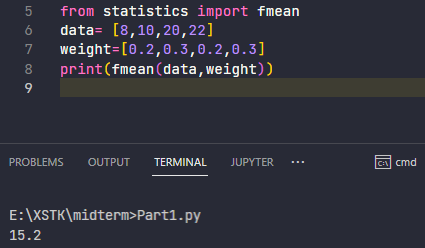 5 from statistics import fmean
6 data= [8,10,20,22]
7 weight=[0.2,0.3,0.2,0.3]
8 print(fmean(data,weight))
9
PROBLEMS OUTPUT TERMINAL JUPYTER ··· cmd
E:\XSTK\midterm>Part1.py
15.2